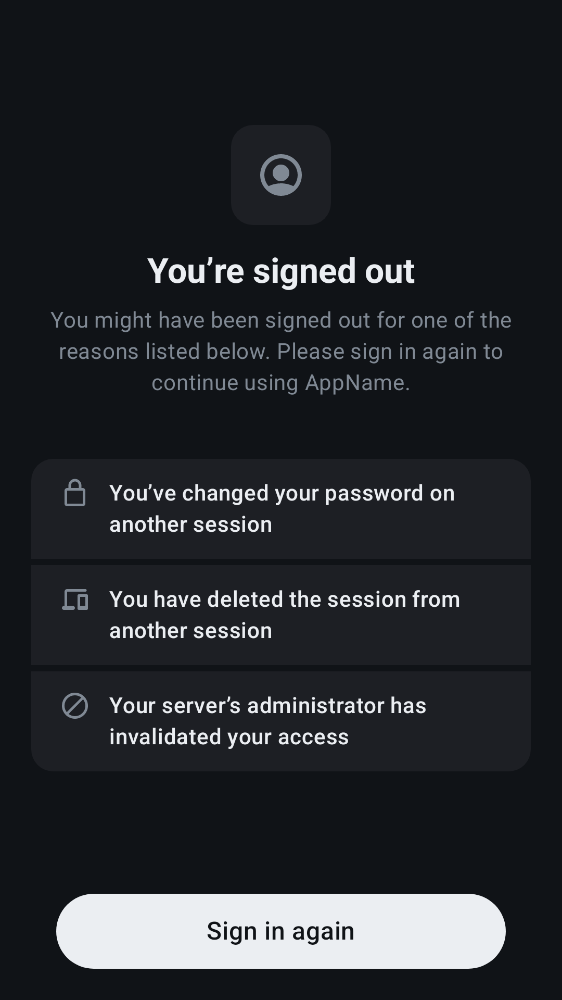 You’re signed out
You might have been signed out for one of the
reasons listed below. Please sign in again to
continue using AppName.
You’ve changed your password on
another session
You have deleted the session from
another session
Your server’s administrator has
invalidated your access
Sign in again